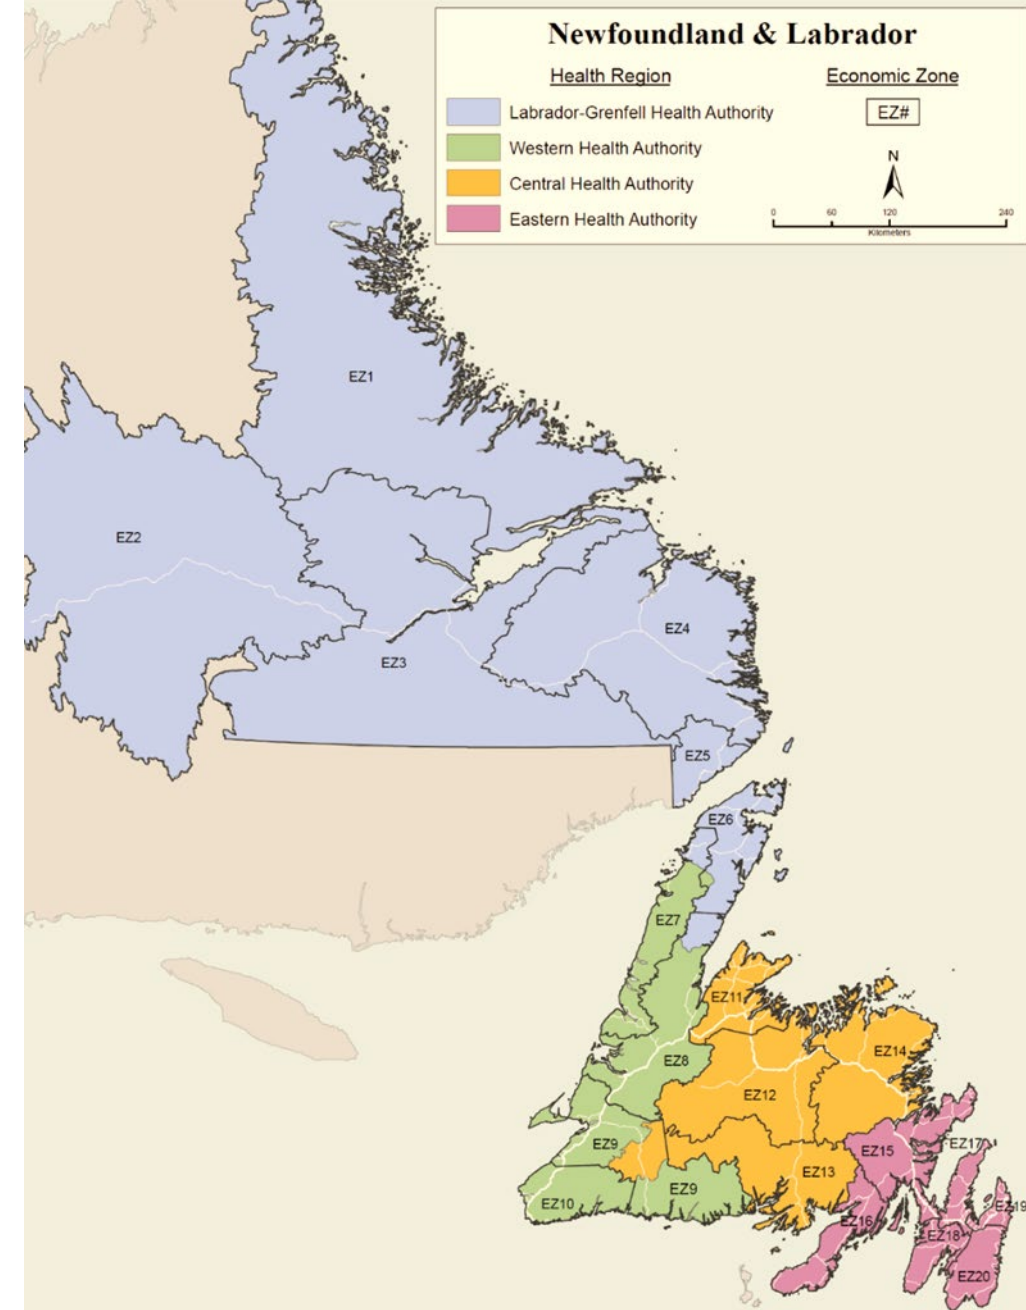 Newfoundland & Labrador
Health Region
Economic Zone
Labrador-Grenfell Health Authority
EZ#
Western Health Authority
N
Central Health Authority
Eastern Health Authority
0 60 120 240
Kilometers
EZ1
EZ2
EZ4
EZ3
EZ5
EZ6
EZ7
EZ11
EZ14
EZ8
EZ12
EZ9
EZ17
EZ15
EZ13
EZ9
EZ10
EZ19
EZ16
EZ18
EZ20